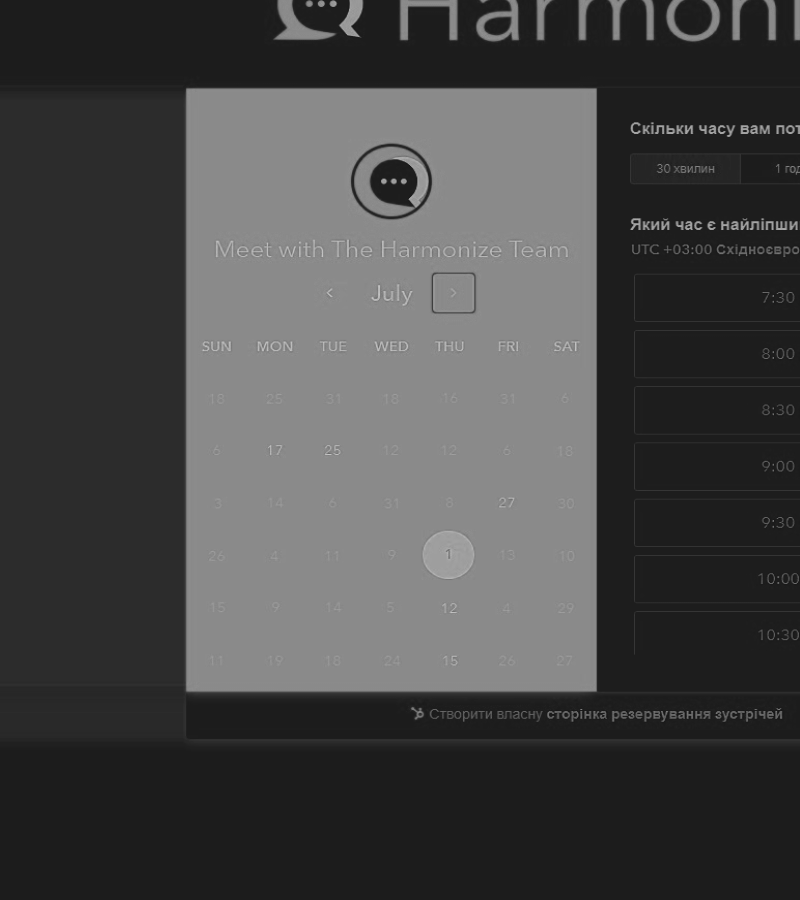 Harmoni
Скільки часу вам пот
30 хвилин
1 год
Який час є найліпши
UTC +03:00 Східноєвро
Meet with The Harmonize Team
July
SUN MON TUE WED THU FRI SAT
18 25 31 18 16 31 6
6 17 25 12 12 6 18
3 14 6 31 8 27 30
26 4 11 9 1 13 10
15 9 14 5 12 4 29
11 19 18 24 15 26 27
7:30
8:00
8:30
9:00
9:30
10:00
10:30
Створити власну сторінка резервування зустрічей